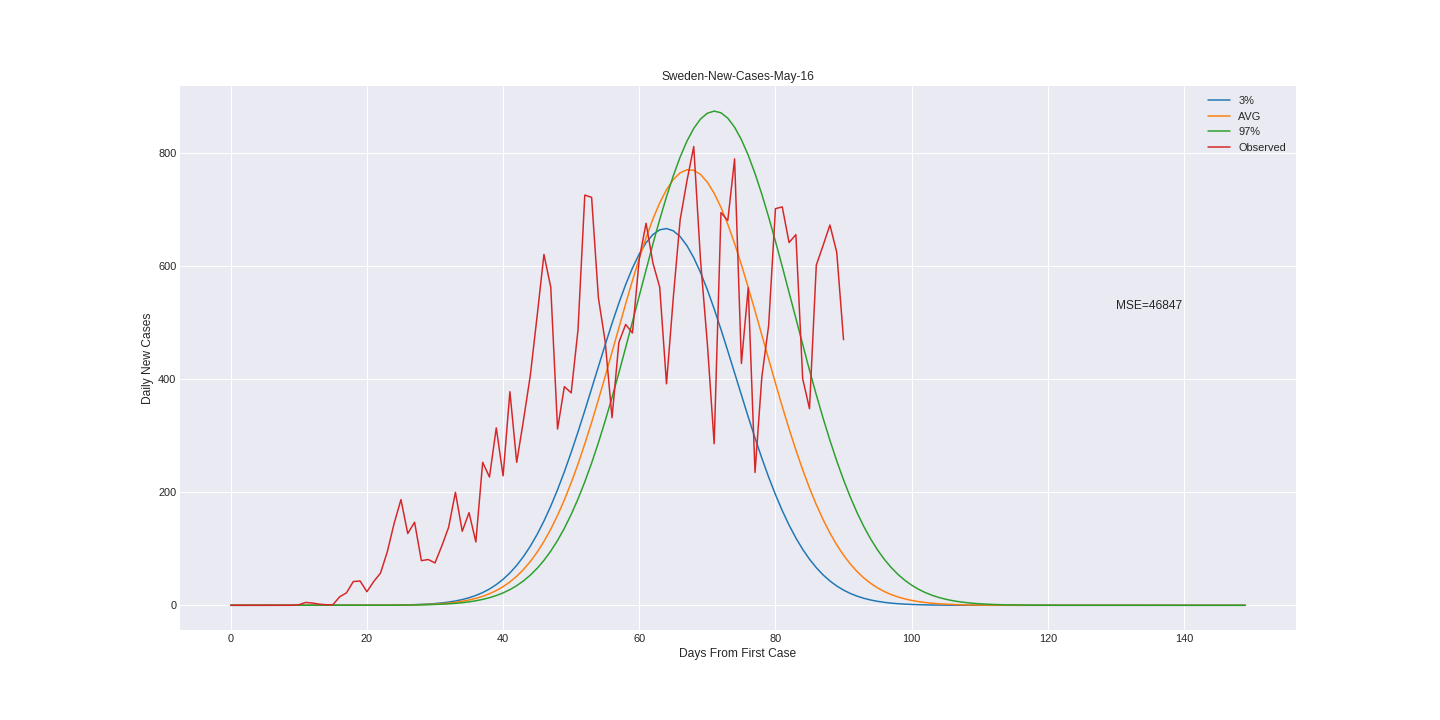 Sweden-New-Cases-May-16
3%
AVG
97%
Observed
800
600
400
200
0
Daily New Cases
MSE=46847
0 20 40 60 80 100 120 140
Days From First Case